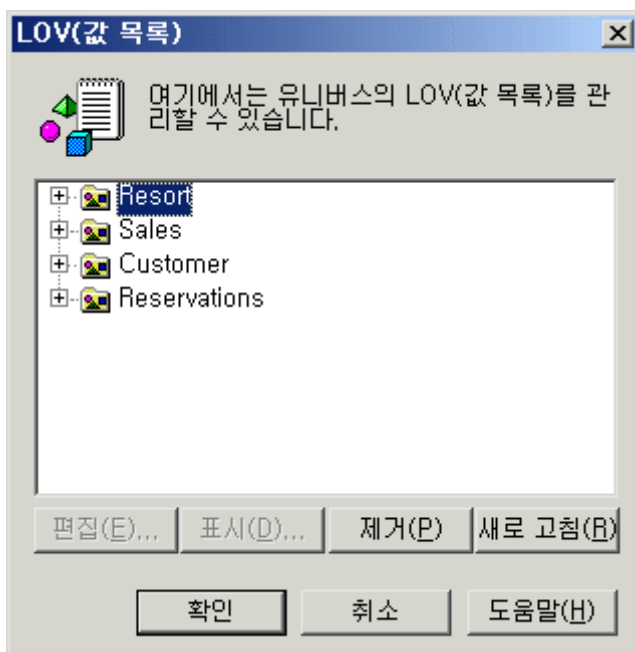 LOV(값 목록)
여기에서는 유니버스의 LOV(값 목록)를 관
리할 수 있습니다.
Resort
Sales
Customer
Reservations
편집(E)... 표시(D)... 제거(P) 새로 고침(R)
확인 취소 도움말(H)